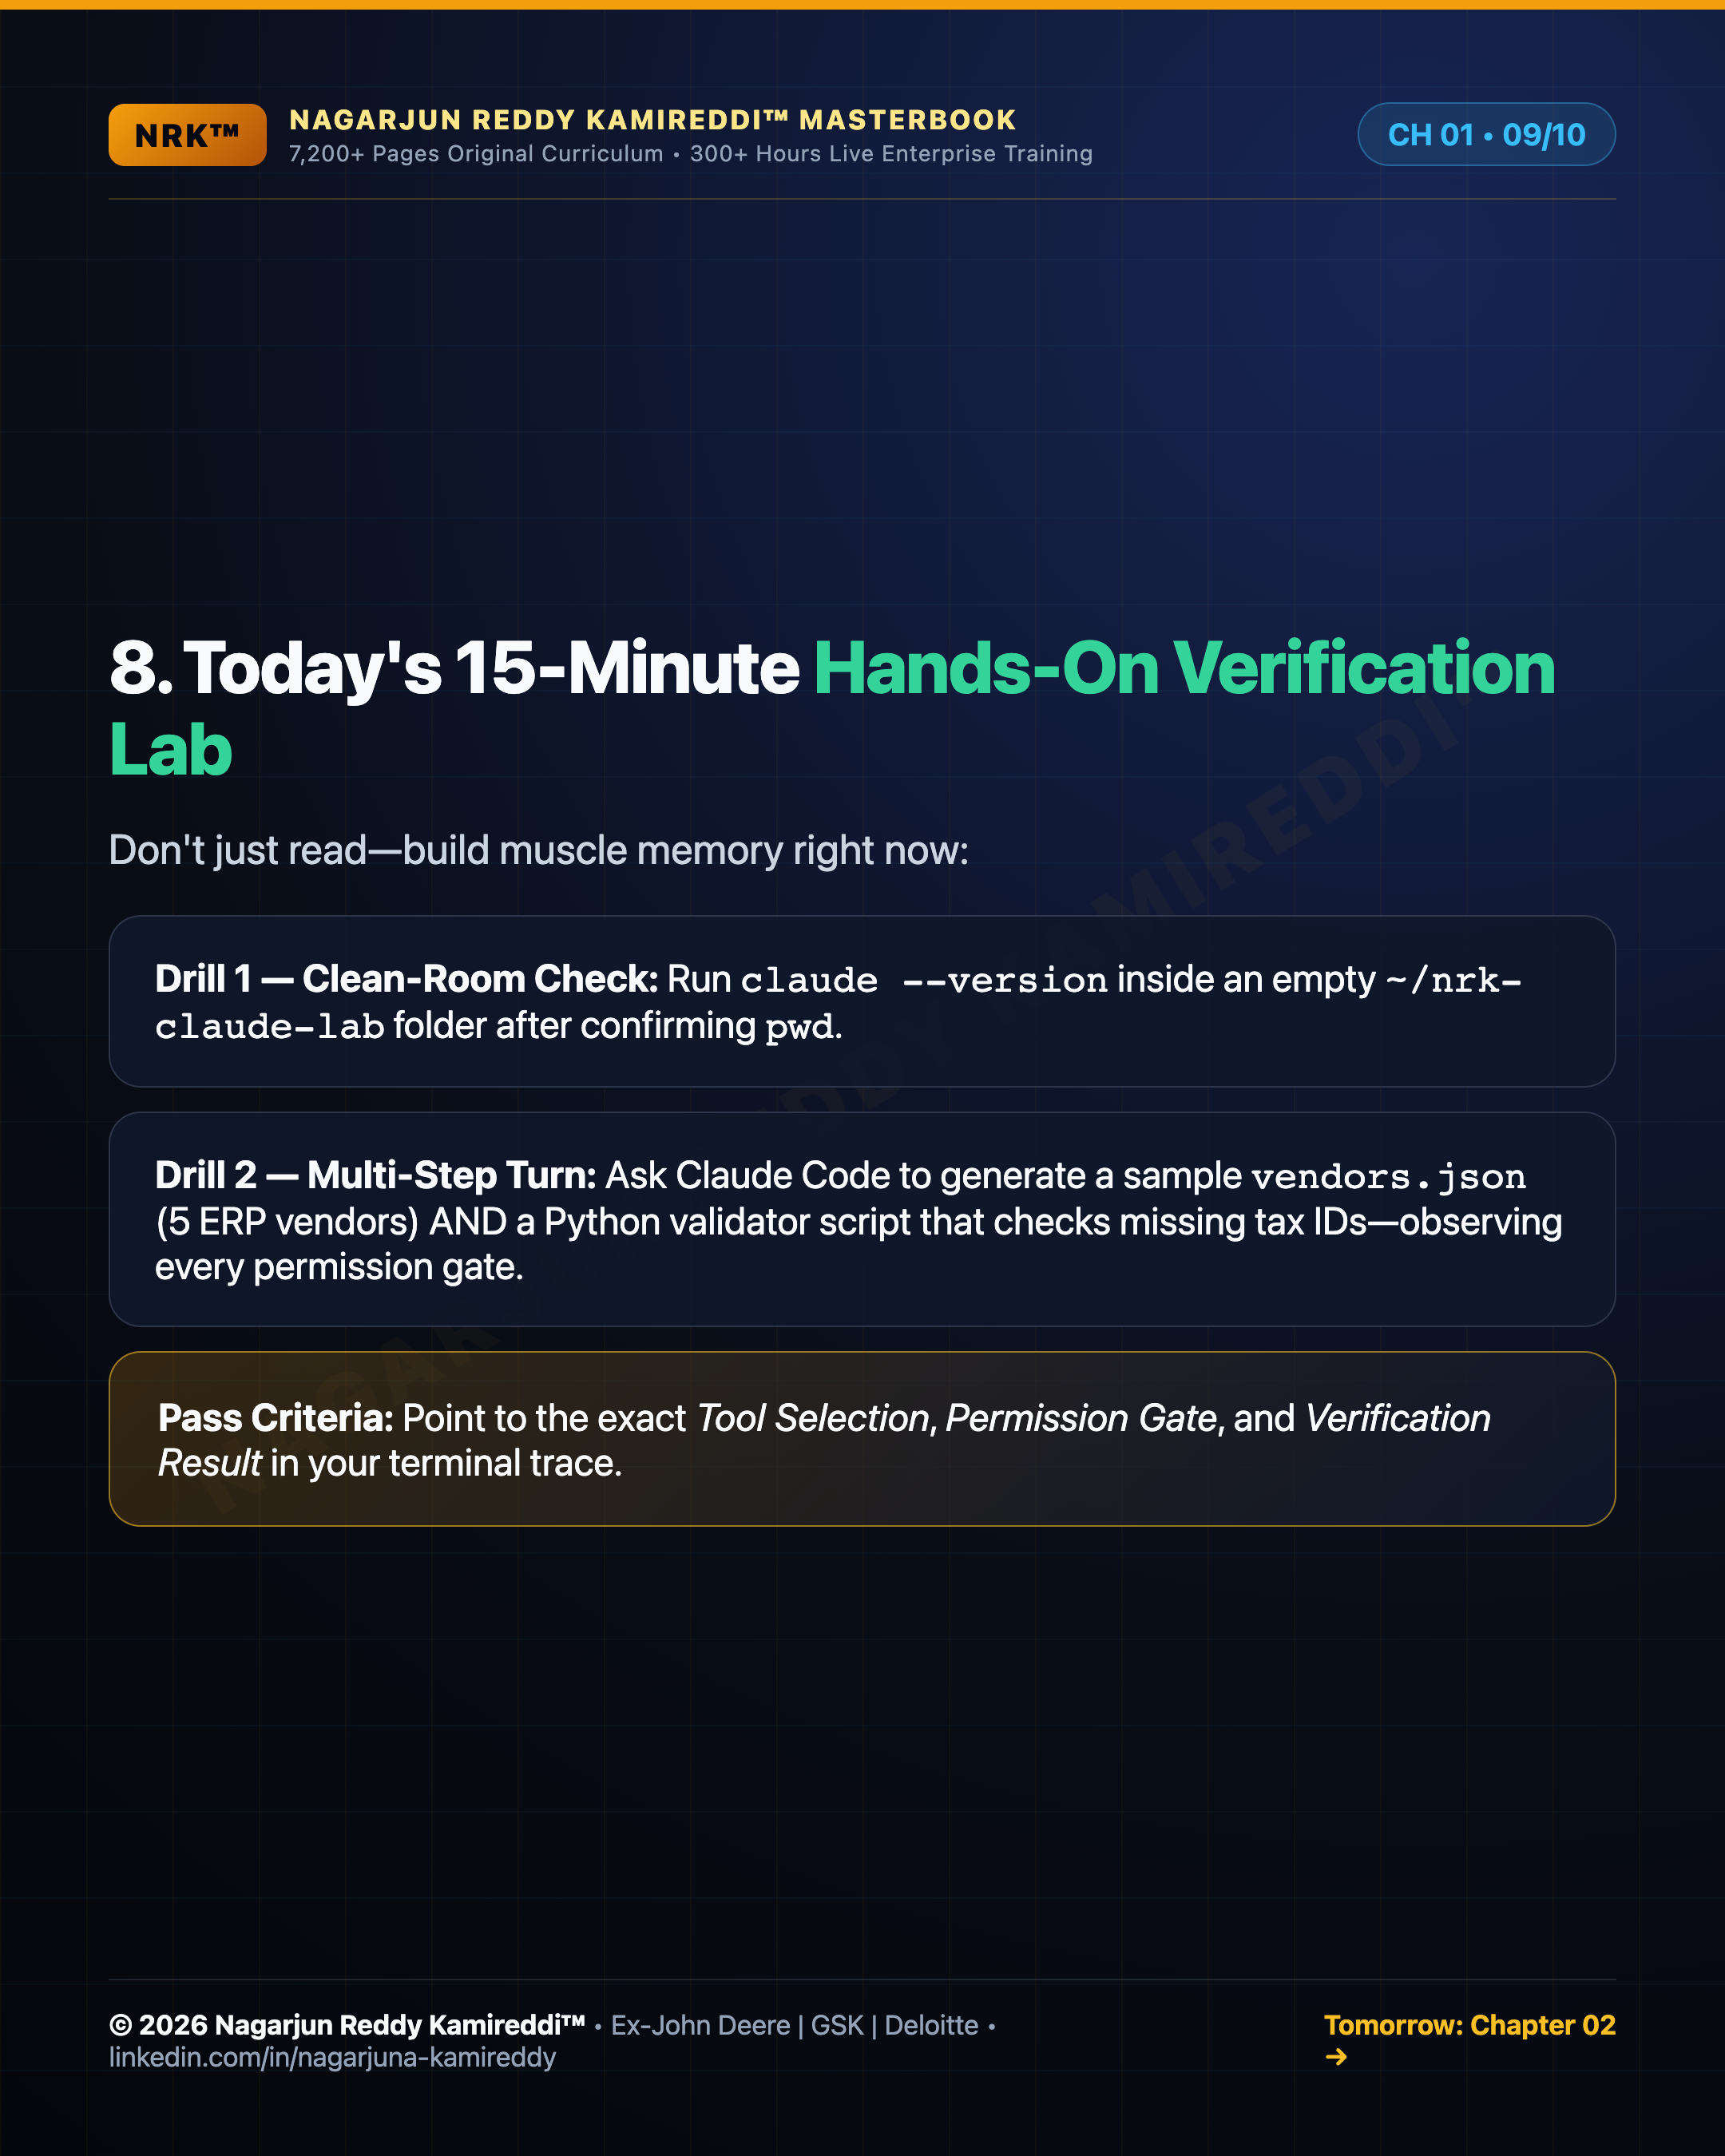 NRK™
NAGARJUN REDDY KAMIREDDI™ MASTERBOOK
7,200+ Pages Original Curriculum • 300+ Hours Live Enterprise Training
CH 01 • 09/10
8. Today's 15-Minute Hands-On Verification
Lab
Don't just read—build muscle memory right now:
Drill 1 — Clean-Room Check: Run claude --version inside an empty ~/nrk-
claude-lab folder after confirming pwd.
Drill 2 — Multi-Step Turn: Ask Claude Code to generate a sample vendors.json
(5 ERP vendors) AND a Python validator script that checks missing tax IDs—observing
every permission gate.
Pass Criteria: Point to the exact Tool Selection, Permission Gate, and Verification
Result in your terminal trace.
© 2026 Nagarjun Reddy Kamireddi™ • Ex-John Deere | GSK | Deloitte •
linkedin.com/in/nagarjuna-kamireddy
Tomorrow: Chapter 02
→